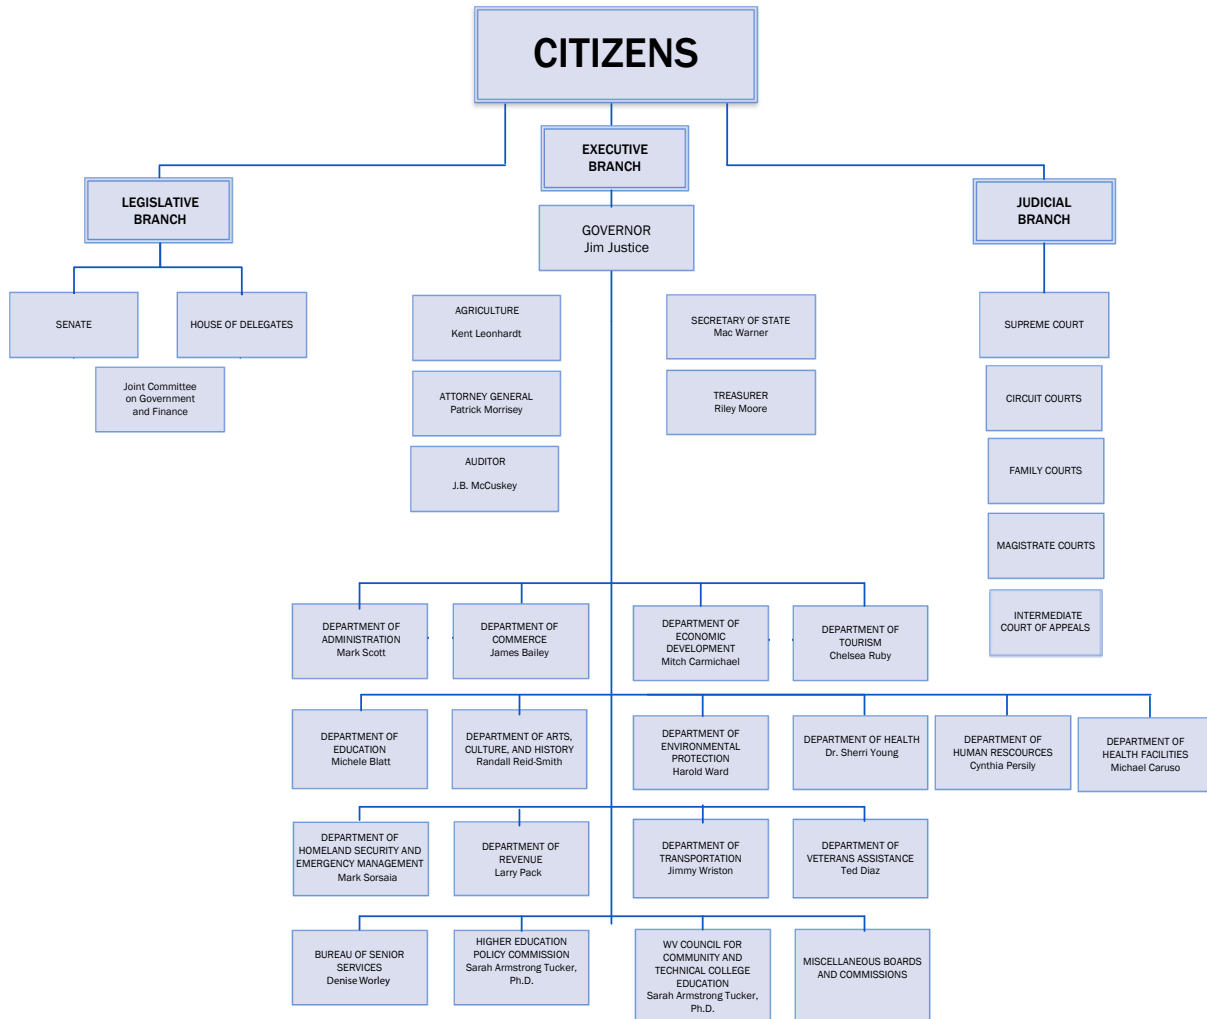 CITIZENS
EXECUTIVE
BRANCH
LEGISLATIVE
BRANCH
JUDICIAL
BRANCH
GOVERNOR
Jim Justice
SENATE
HOUSE OF DELEGATES
Joint Committee
on Government
and Finance
AGRICULTURE
Kent Leonhardt
SECRETARY OF STATE
Mac Warner
ATTORNEY GENERAL
Patrick Morrisey
TREASURER
Riley Moore
AUDITOR
J.B. McCuskey
SUPREME COURT
CIRCUIT COURTS
FAMILY COURTS
MAGISTRATE COURTS
INTERMEDIATE
COURT OF APPEALS
DEPARTMENT OF
ADMINISTRATION
Mark Scott
DEPARTMENT OF
COMMERCE
James Bailey
DEPARTMENT OF
ECONOMIC
DEVELOPMENT
Mitch Carmichael
DEPARTMENT OF
TOURISM
Chelsea Ruby
DEPARTMENT OF
EDUCATION
Michele Blatt
DEPARTMENT OF ARTS,
CULTURE, AND HISTORY
Randall Reid-Smith
DEPARTMENT OF
ENVIRONMENTAL
PROTECTION
Harold Ward
DEPARTMENT OF HEALTH
Dr. Sherri Young
DEPARTMENT OF
HUMAN RESCOURCES
Cynthia Persily
DEPARTMENT OF
HEALTH FACILITIES
Michael Caruso
DEPARTMENT OF
HOMELAND SECURITY AND
EMERGENCY MANAGEMENT
Mark Sorsaia
DEPARTMENT OF
REVENUE
Larry Pack
DEPARTMENT OF
TRANSPORTATION
Jimmy Wriston
DEPARTMENT OF
VETERANS ASSISTANCE
Ted Diaz
BUREAU OF SENIOR
SERVICES
Denise Worley
HIGHER EDUCATION
POLICY COMMISSION
Sarah Armstrong Tucker,
Ph.D.
WV COUNCIL FOR
COMMUNITY AND
TECHNICAL COLLEGE
EDUCATION
Sarah Armstrong Tucker,
Ph.D.
MISCELLANEOUS BOARDS
AND COMMISSIONS